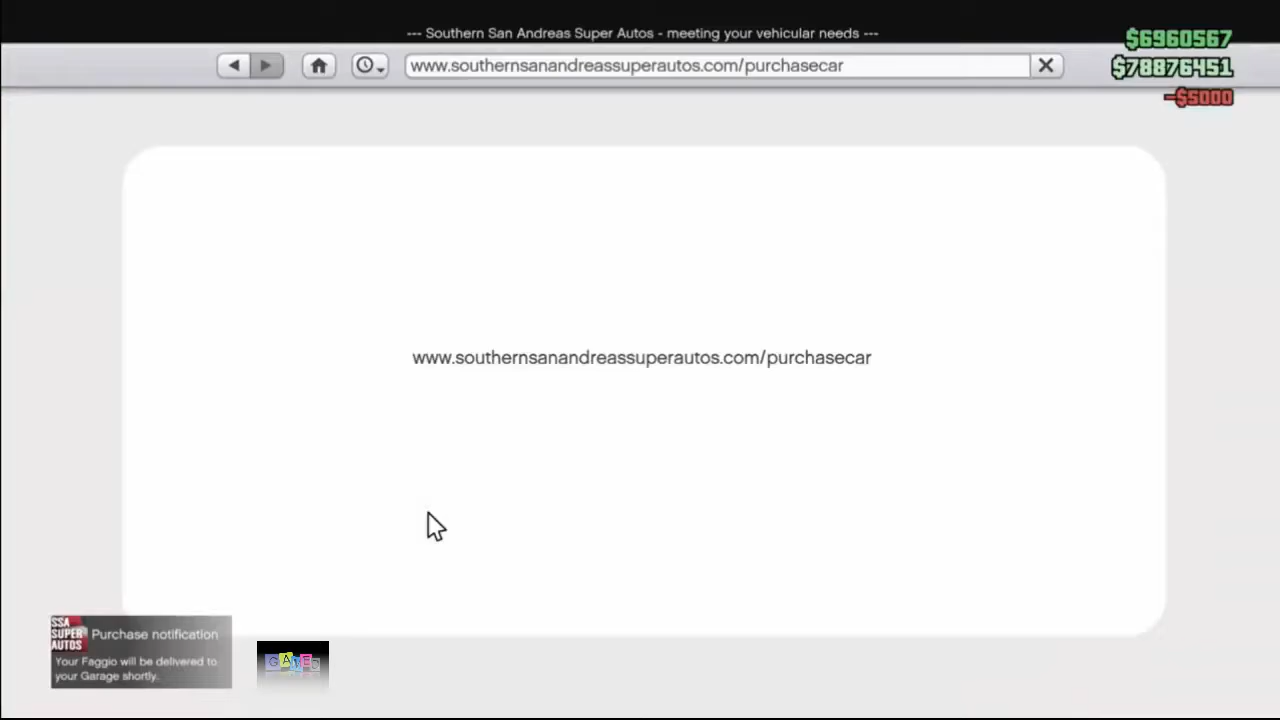 --- Southern San Andreas Super Autos - meeting your vehicular needs ---
$6960567
www.southernsanandreassuperautos.com/purchasecar
$78876451
-$5000
www.southernsanandreassuperautos.com/purchasecar
SSA
SUPER
AUTOS
Purchase notification
Your Faggio will be delivered to
your Garage shortly.